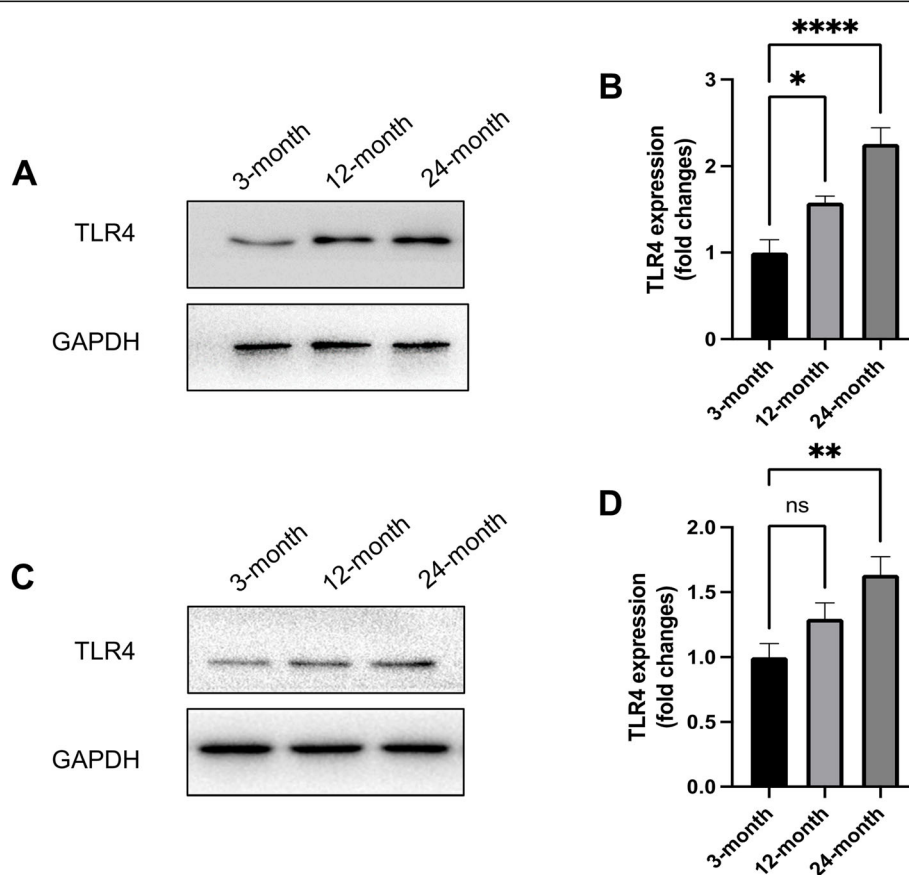 A
3-month
12-month
24-month
TLR4
GAPDH
B
****
*
TLR4 expression
(fold changes)
3
2
1
0
3-month
12-month
24-month
C
3-month
12-month
24-month
TLR4
GAPDH
D
**
ns
TLR4 expression
(fold changes)
2.0
1.5
1.0
0.5
0.0
3-month
12-month
24-month